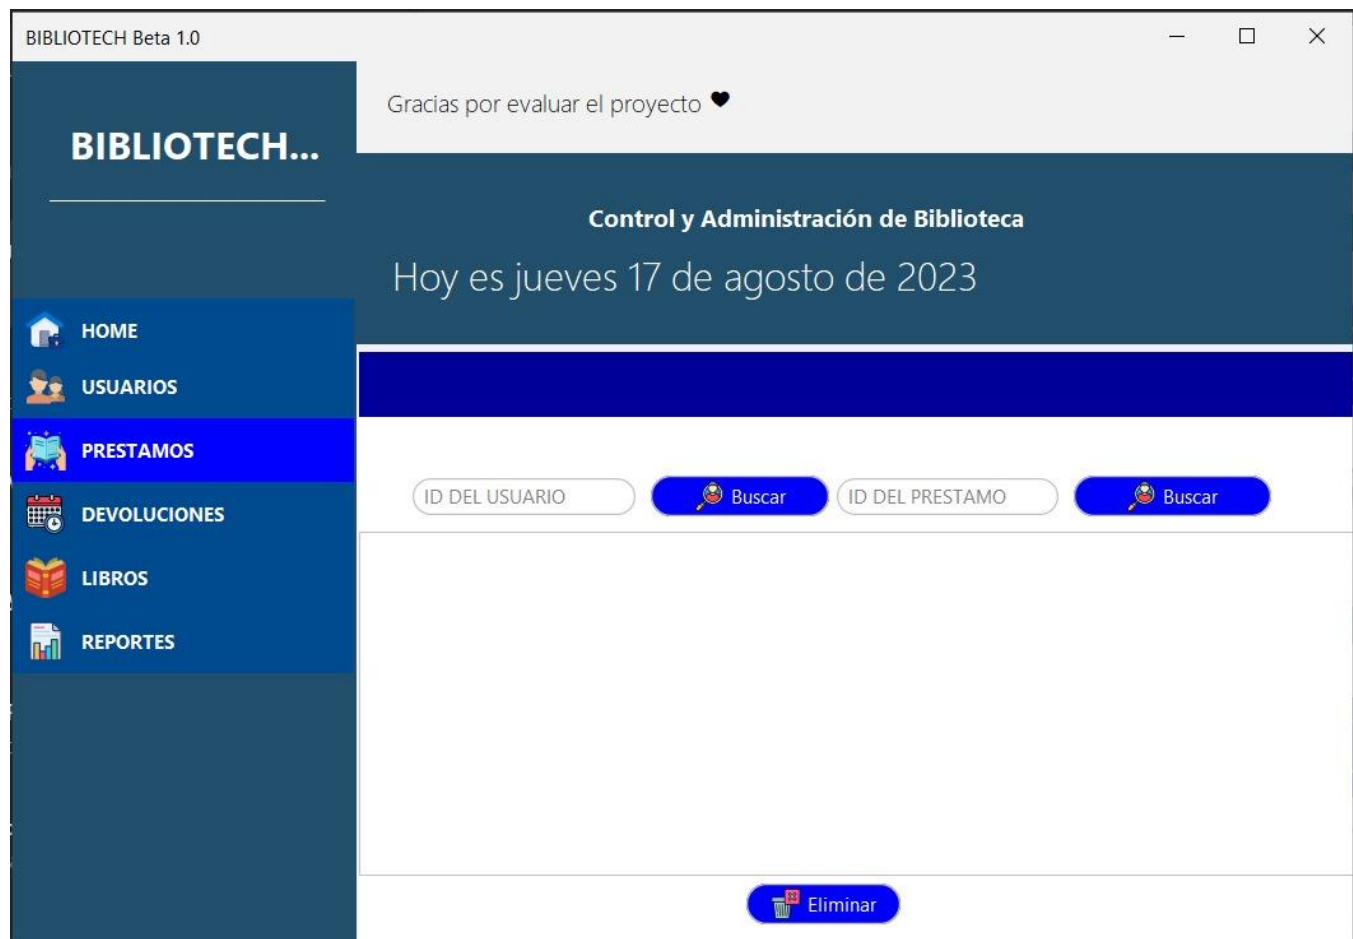 BIBLIOTECH Beta 1.0
Gracias por evaluar el proyecto ♥
BIBLIOTECH...
Control y Administración de Biblioteca
Hoy es jueves 17 de agosto de 2023
HOME
USUARIOS
PRESTAMOS
DEVOLUCIONES
LIBROS
REPORTES
ID DEL USUARIO Buscar ID DEL PRESTAMO Buscar
Eliminar